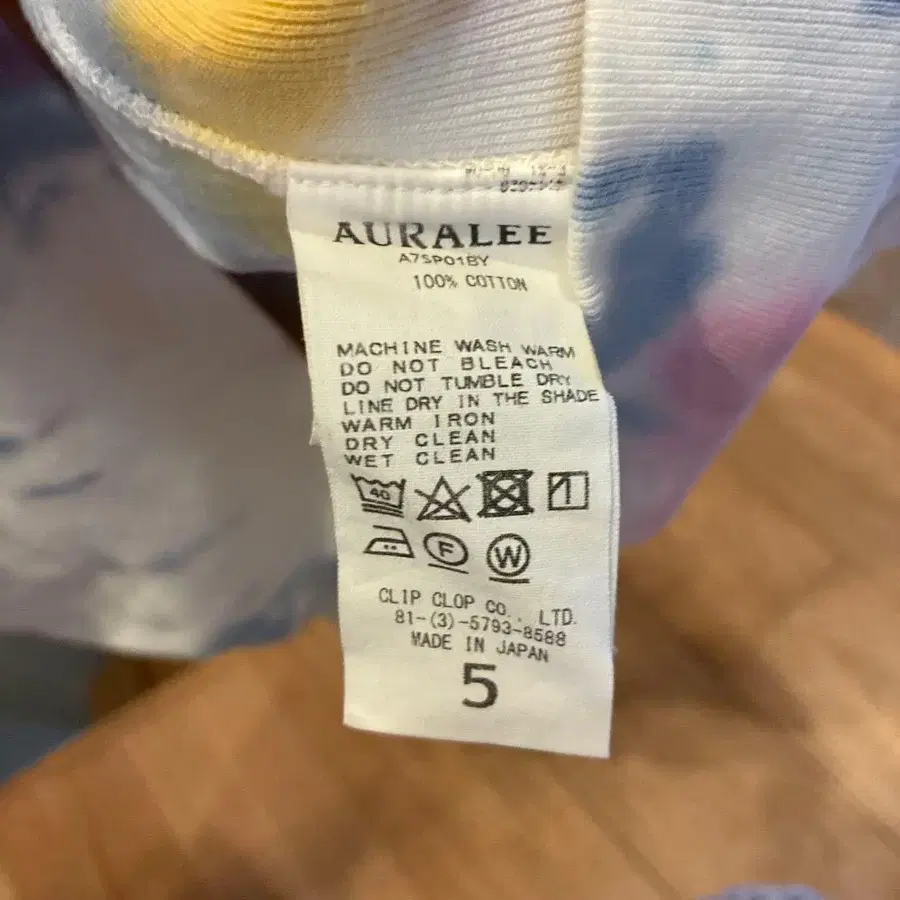 AURALEE
A7SP01BY
100% COTTON
MACHINE WASH WARM
DO NOT BLEACH
DO NOT TUMBLE DRY
LINE DRY IN THE SHADE
WARM IRON
DRY CLEAN
WET CLEAN
40
F W
CLIP CLOP CO., LTD.
81-(3)-5793-8588
MADE IN JAPAN
5